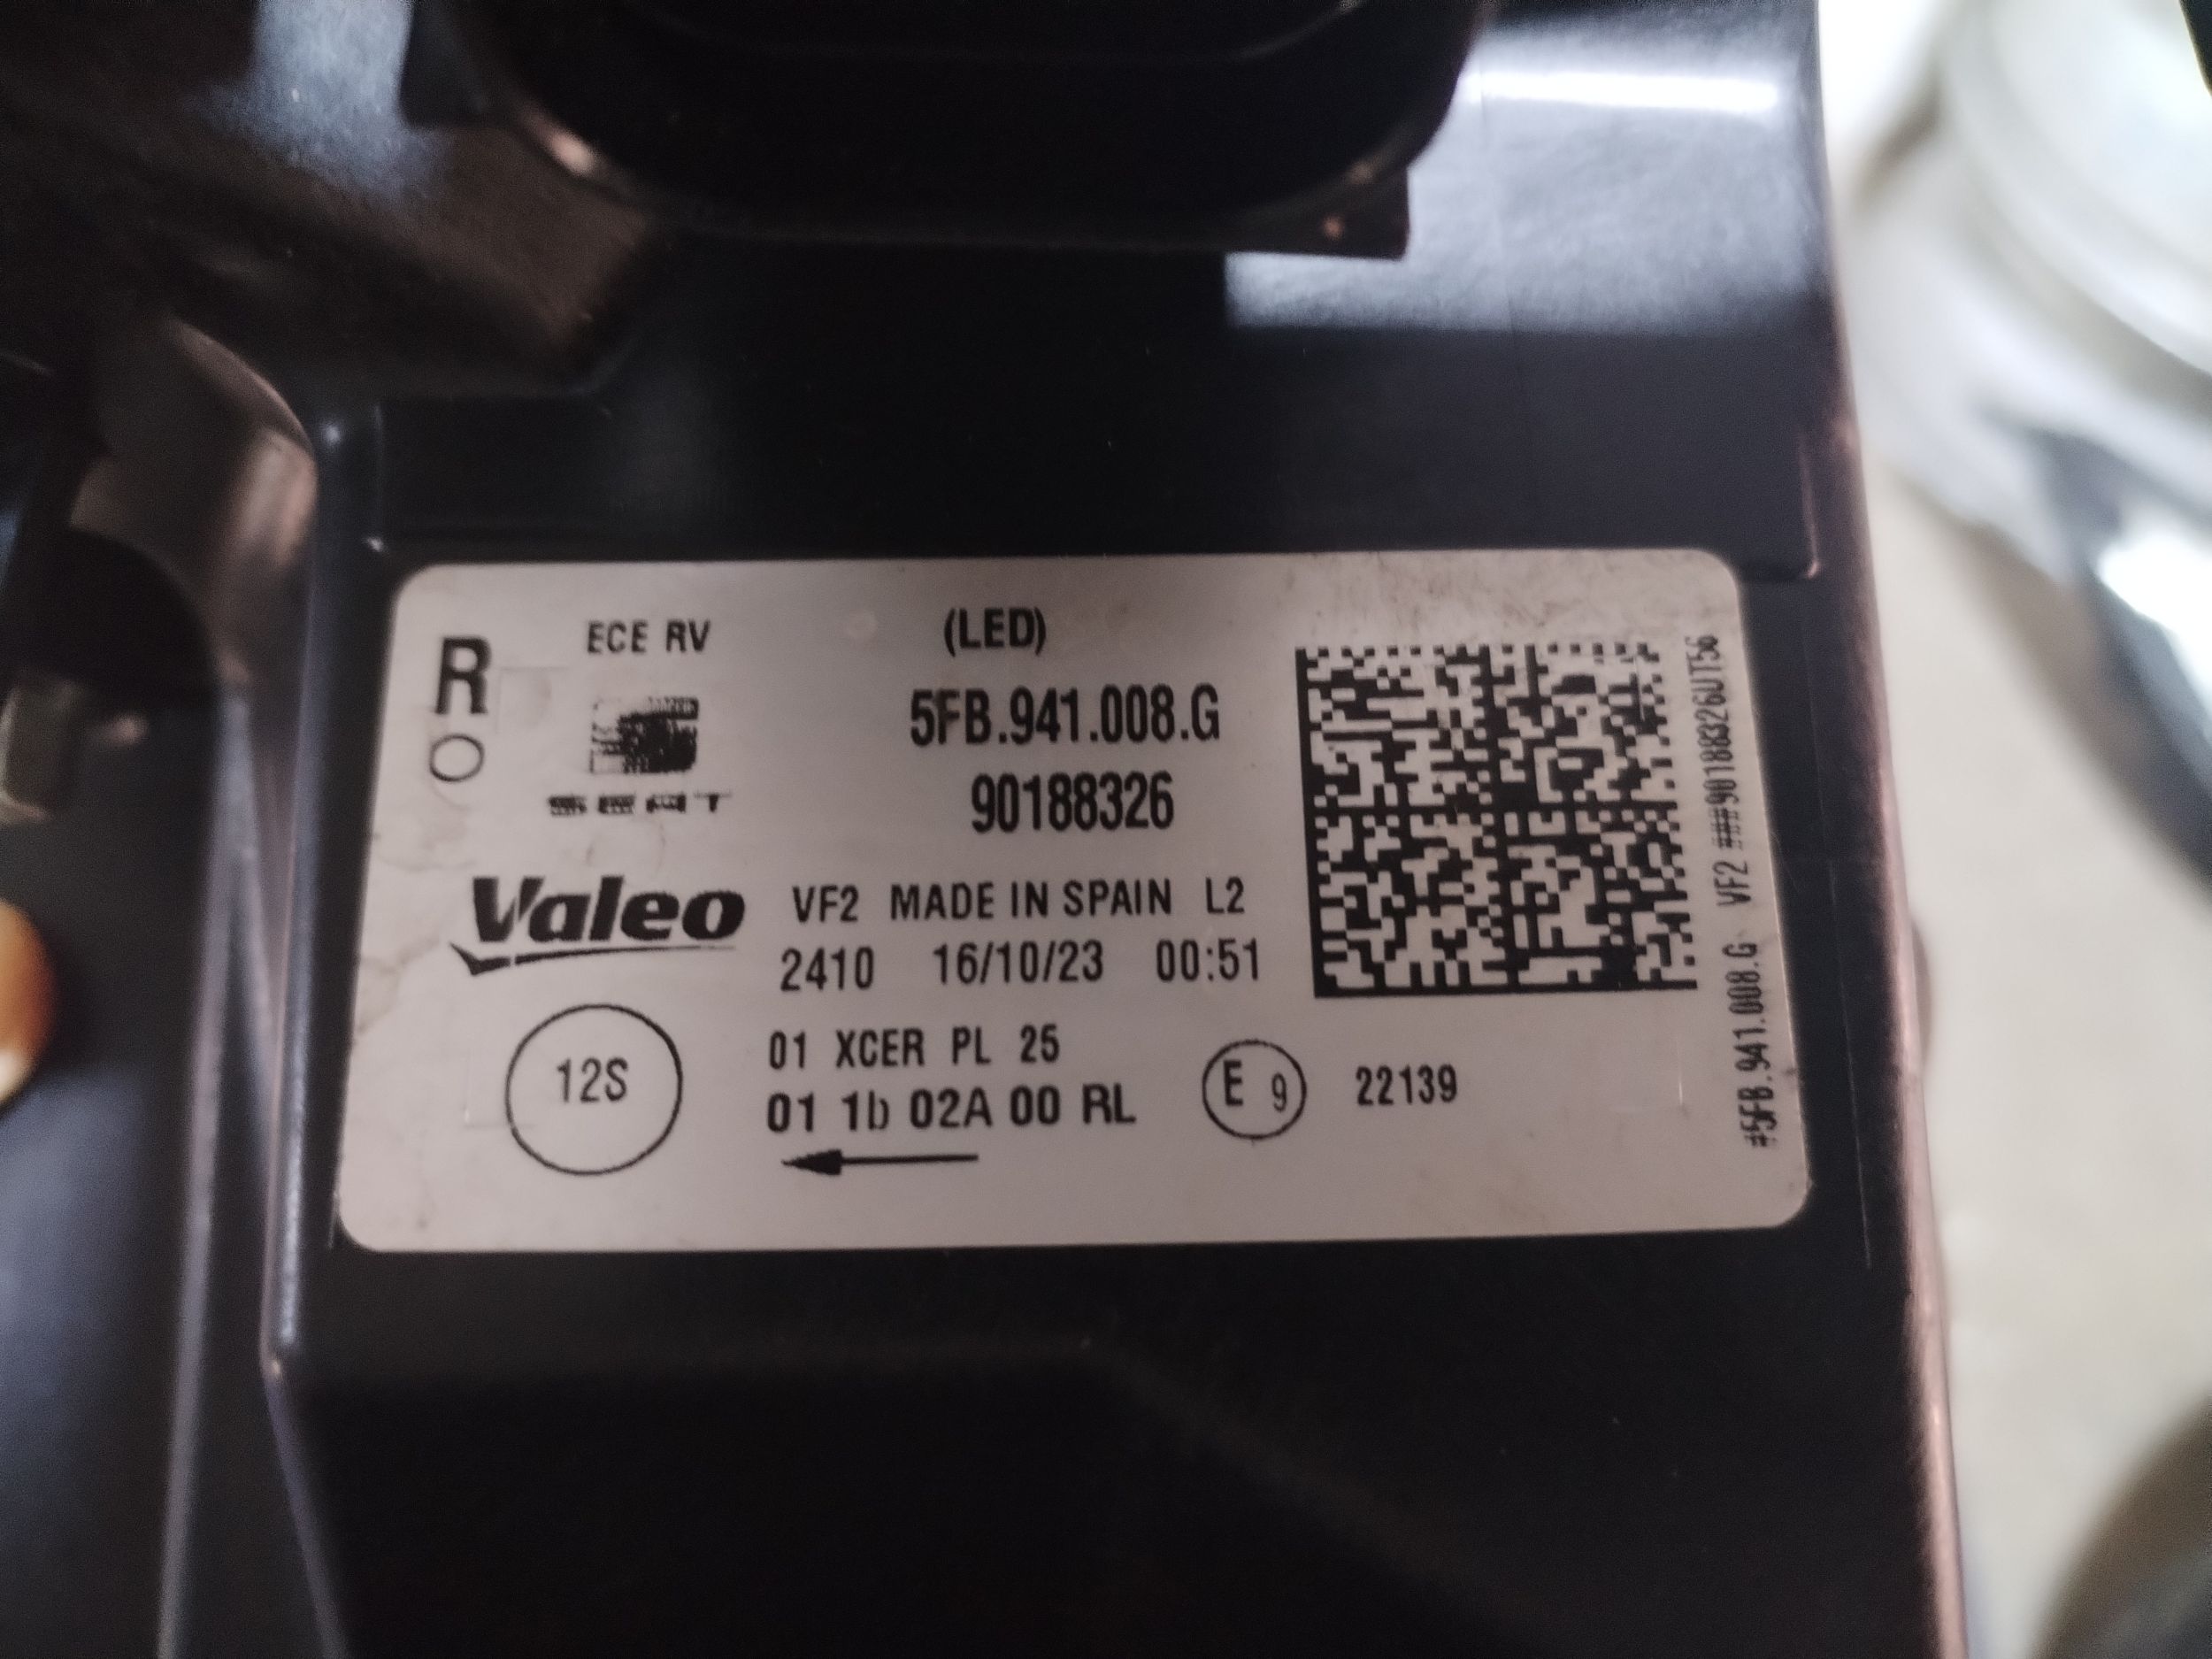 R
ECE RV
(LED)
5FB.941.008.G
90188326
SEAT
Valeo
VF2 MADE IN SPAIN L2
2410 16/10/23 00:51
12S
01 XCER PL 25
01 1b 02A 00 RL
E 9
22139
#5FB.941.008.G VF2 ###90188326UT56